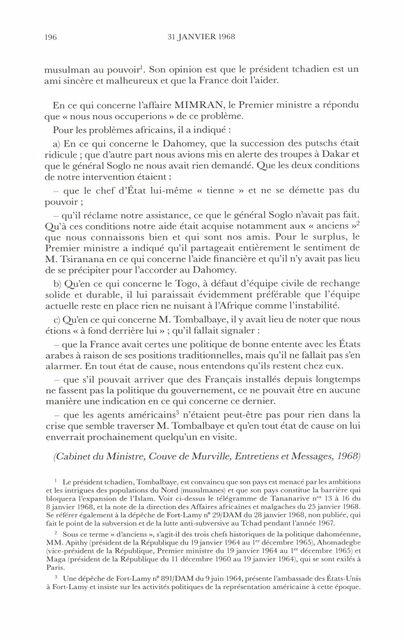 196 31 JANVIER 1968
musulman au pouvoir¹. Son opinion est que le président tchadien est un
ami sincère et malheureux et que la France doit l'aider.
En ce qui concerne l'affaire MIMRAN, le Premier ministre a répondu
que « nous nous occuperions » de ce problème.
Pour les problèmes africains, il a indiqué :
a) En ce qui concerne le Dahomey, que la succession des putschs était
ridicule ; que d'autre part nous avions mis en alerte des troupes à Dakar et
que le général Soglo ne nous avait rien demandé. Que les deux conditions
de notre intervention étaient :
– que le chef d'État lui-même « tienne » et ne se démette pas du
pouvoir ;
– qu'il réclame notre assistance, ce que le général Soglo n'avait pas fait.
Qu'à ces conditions notre aide était acquise notamment aux « anciens »²
que nous connaissons bien et qui sont nos amis. Pour le surplus, le
Premier ministre a indiqué qu'il partageait entièrement le sentiment de
M. Tsiranana en ce qui concerne l'aide financière et qu'il n'y avait pas lieu
de se précipiter pour l'accorder au Dahomey.
b) Qu'en ce qui concerne le Togo, à défaut d'équipe civile de rechange
solide et durable, il lui paraissait évidemment préférable que l'équipe
actuelle reste en place rien ne nuisant à l'Afrique comme l'instabilité.
c) Qu'en ce qui concerne M. Tombalbaye, il y avait lieu de noter que nous
étions « à fond derrière lui » ; qu'il fallait signaler :
– que la France avait certes une politique de bonne entente avec les États
arabes à raison de ses positions traditionnelles, mais qu'il ne fallait pas s'en
alarmer. En tout état de cause, nous entendons qu'ils restent chez eux.
– que s'il pouvait arriver que des Français installés depuis longtemps
ne fassent pas la politique du gouvernement, ce ne pouvait être en aucune
manière une indication en ce qui concerne ce dernier.
– que les agents américains³ n'étaient peut-être pas pour rien dans la
crise que semble traverser M. Tombalbaye et qu'en tout état de cause on lui
enverrait prochainement quelqu'un en visite.
(Cabinet du Ministre, Couve de Murville, Entretiens et Messages, 1968)
¹ Le président tchadien, Tombalbaye, est convaincu que son pays est menacé par les ambitions
et les intrigues des populations du Nord (musulmanes) et que son pays constitue la barrière qui
bloquera l'expansion de l'Islam. Voir ci-dessus le télégramme de Tananarive nᵒˢ 13 à 16 du
8 janvier 1968, et la note de la direction des Affaires africaines et malgaches du 25 janvier 1968.
Se référer également à la dépêche de Fort-Lamy n° 29/DAM du 28 janvier 1968, non publiée, qui
fait le point de la subversion et de la lutte anti-subversive au Tchad pendant l'année 1967.
² Sous ce terme « d'anciens », s'agit-il des trois chefs historiques de la politique dahoméenne,
MM. Apithy (président de la République du 19 janvier 1964 au 1ᵉʳ décembre 1965), Ahomadegbe
(vice-président de la République, Premier ministre du 19 janvier 1964 au 1ᵉʳ décembre 1965) et
Maga (président de la République du 11 décembre 1960 au 19 janvier 1964), qui se sont exilés à
Paris.
³ Une dépêche de Fort-Lamy n° 891/DAM du 9 juin 1964, présente l'ambassade des États-Unis
à Fort-Lamy et insiste sur les activités politiques de la représentation américaine à cette époque.